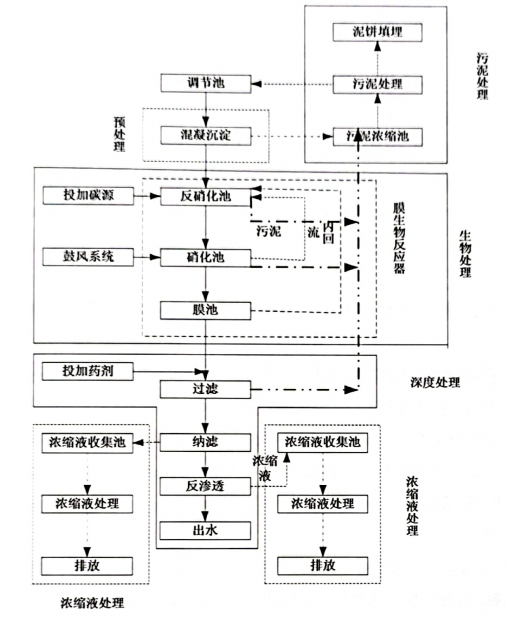 泥饼填埋
污泥处理
调节池
污泥处理
混凝沉淀
预处理
污泥浓缩池
投加碳源
反硝化池
污泥
内回流
膜生物反应器
生物处理
鼓风系统
硝化池
膜池
投加药剂
过滤
深度处理
浓缩液收集池
纳滤
浓缩液收集池
浓缩液
反渗透
浓缩液处理
浓缩液处理
浓缩液处理
出水
排放
排放
浓缩液处理